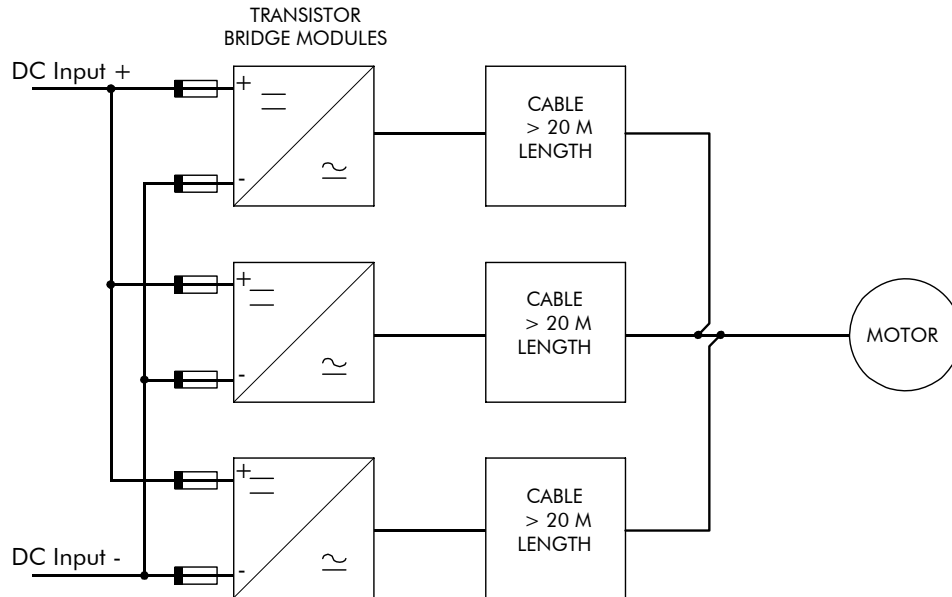 TRANSISTOR
BRIDGE MODULES
DC Input +
+
-
CABLE
> 20 M
LENGTH
+
-
CABLE
> 20 M
LENGTH
MOTOR
+
-
CABLE
> 20 M
LENGTH
DC Input -